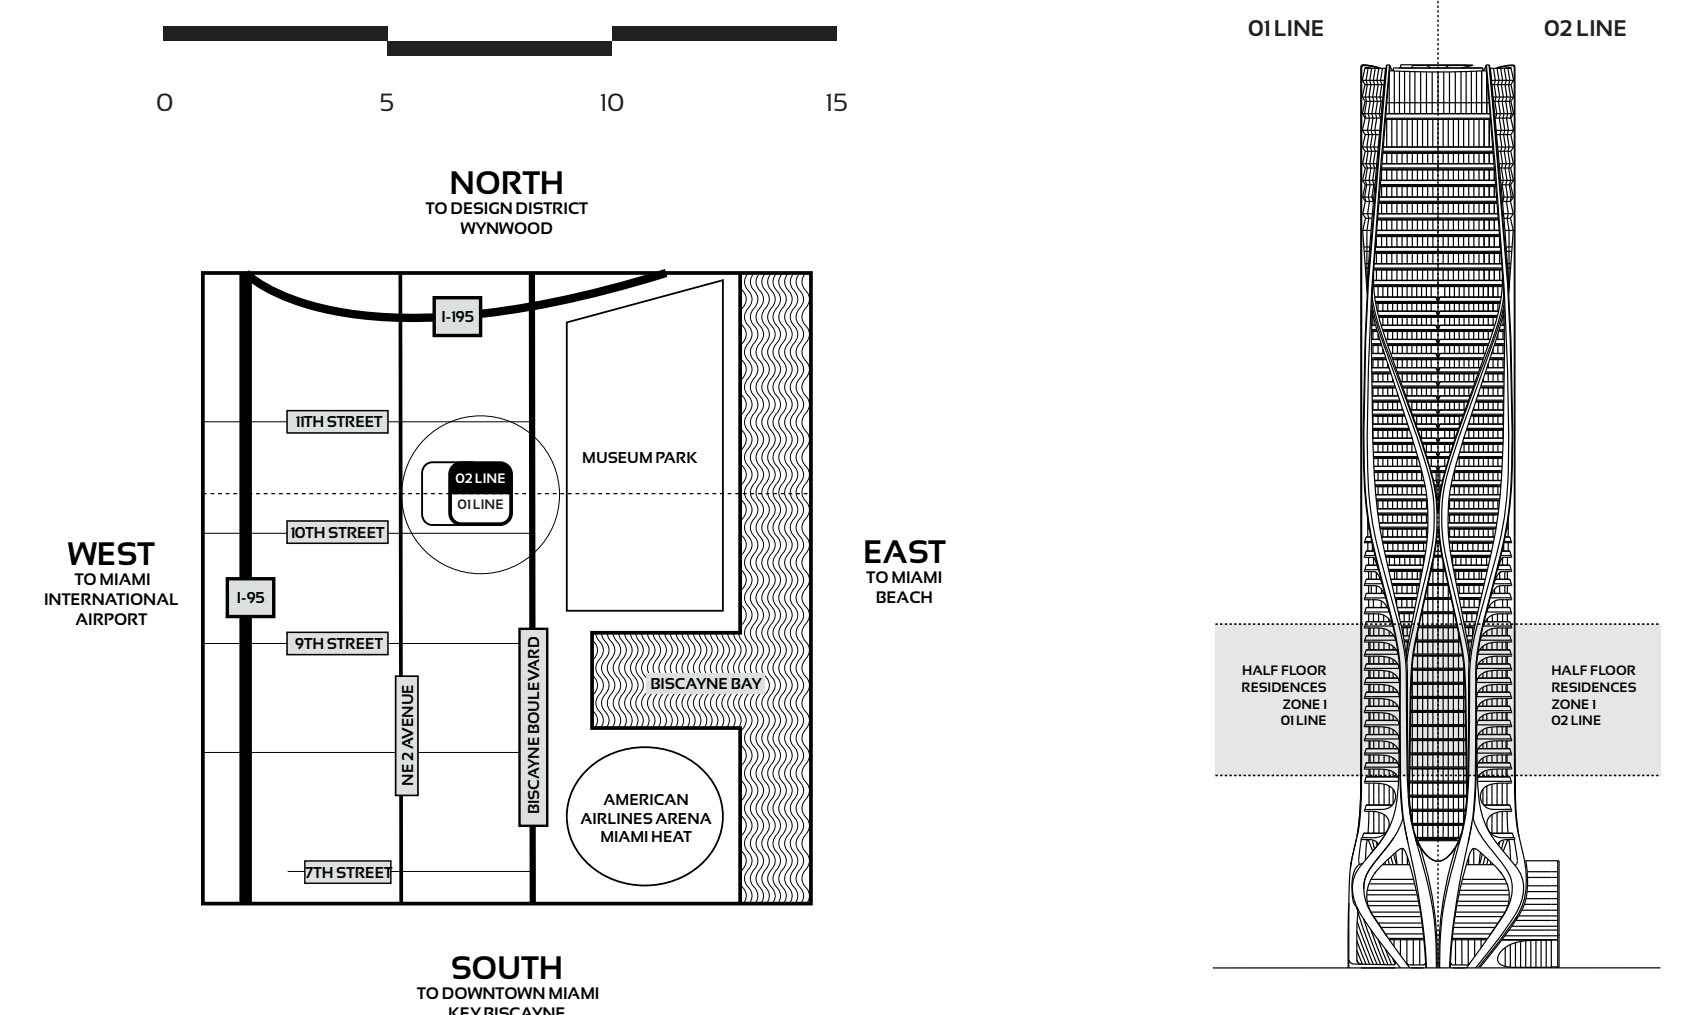 0 5 10 15
NORTH
TO DESIGN DISTRICT
WYNWOOD
I-195
11TH STREET
MUSEUM PARK
02 LINE
01 LINE
10TH STREET
WEST
TO MIAMI
INTERNATIONAL
AIRPORT
I-95
EAST
TO MIAMI
BEACH
9TH STREET
BISCAYNE BAY
NE 2 AVENUE
BISCAYNE BOULEVARD
AMERICAN
AIRLINES ARENA
MIAMI HEAT
7TH STREET
SOUTH
TO DOWNTOWN MIAMI
KEY BISCAYNE
01 LINE
02 LINE
HALF FLOOR
RESIDENCES
ZONE 1
01 LINE
HALF FLOOR
RESIDENCES
ZONE 1
02 LINE